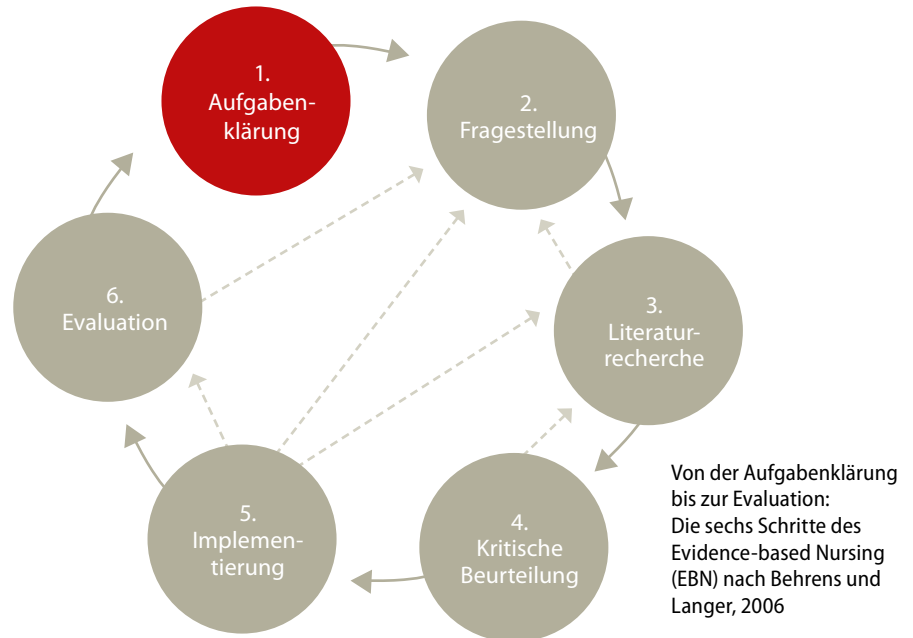 1.
Aufgaben-
klärung
2.
Fragestellung
3.
Literatur-
recherche
4.
Kritische
Beurteilung
5.
Implemen-
tierung
6.
Evaluation
Von der Aufgabenklärung
bis zur Evaluation:
Die sechs Schritte des
Evidence-based Nursing
(EBN) nach Behrens und
Langer, 2006